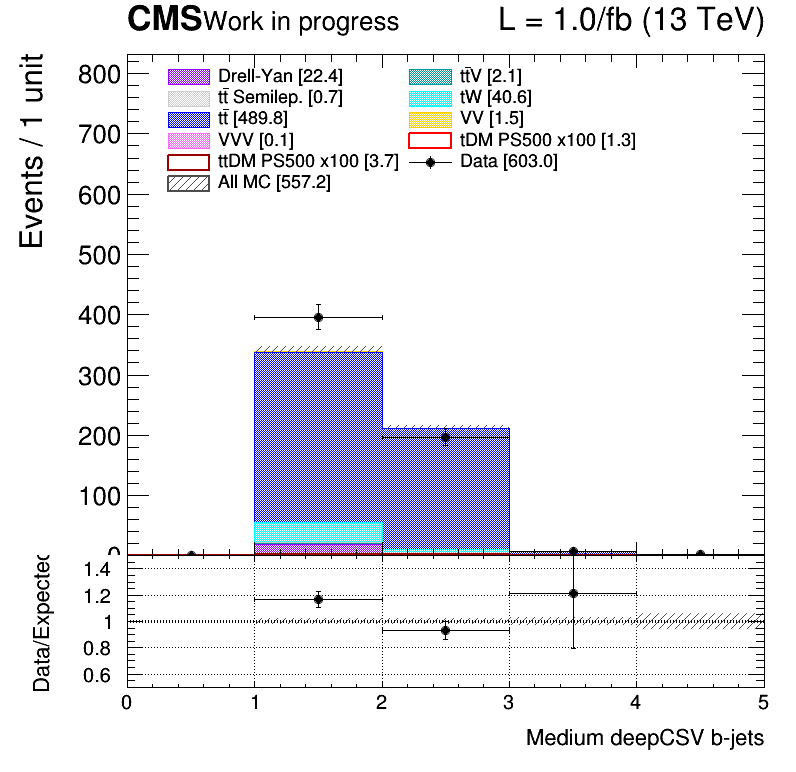 CMS Work in progress L = 1.0/fb (13 TeV)
Events / 1 unit
800
700
600
500
400
300
200
100
0
Drell-Yan [22.4] tt̄V [2.1]
tt̄ Semilep. [0.7] tW [40.6]
tt̄ [489.8] VV [1.5]
VVV [0.1] tDM PS500 x100 [1.3]
ttDM PS500 x100 [3.7] Data [603.0]
All MC [557.2]
Data/Expected
1.4
1.2
1
0.8
0.6
0 1 2 3 4 5
Medium deepCSV b-jets